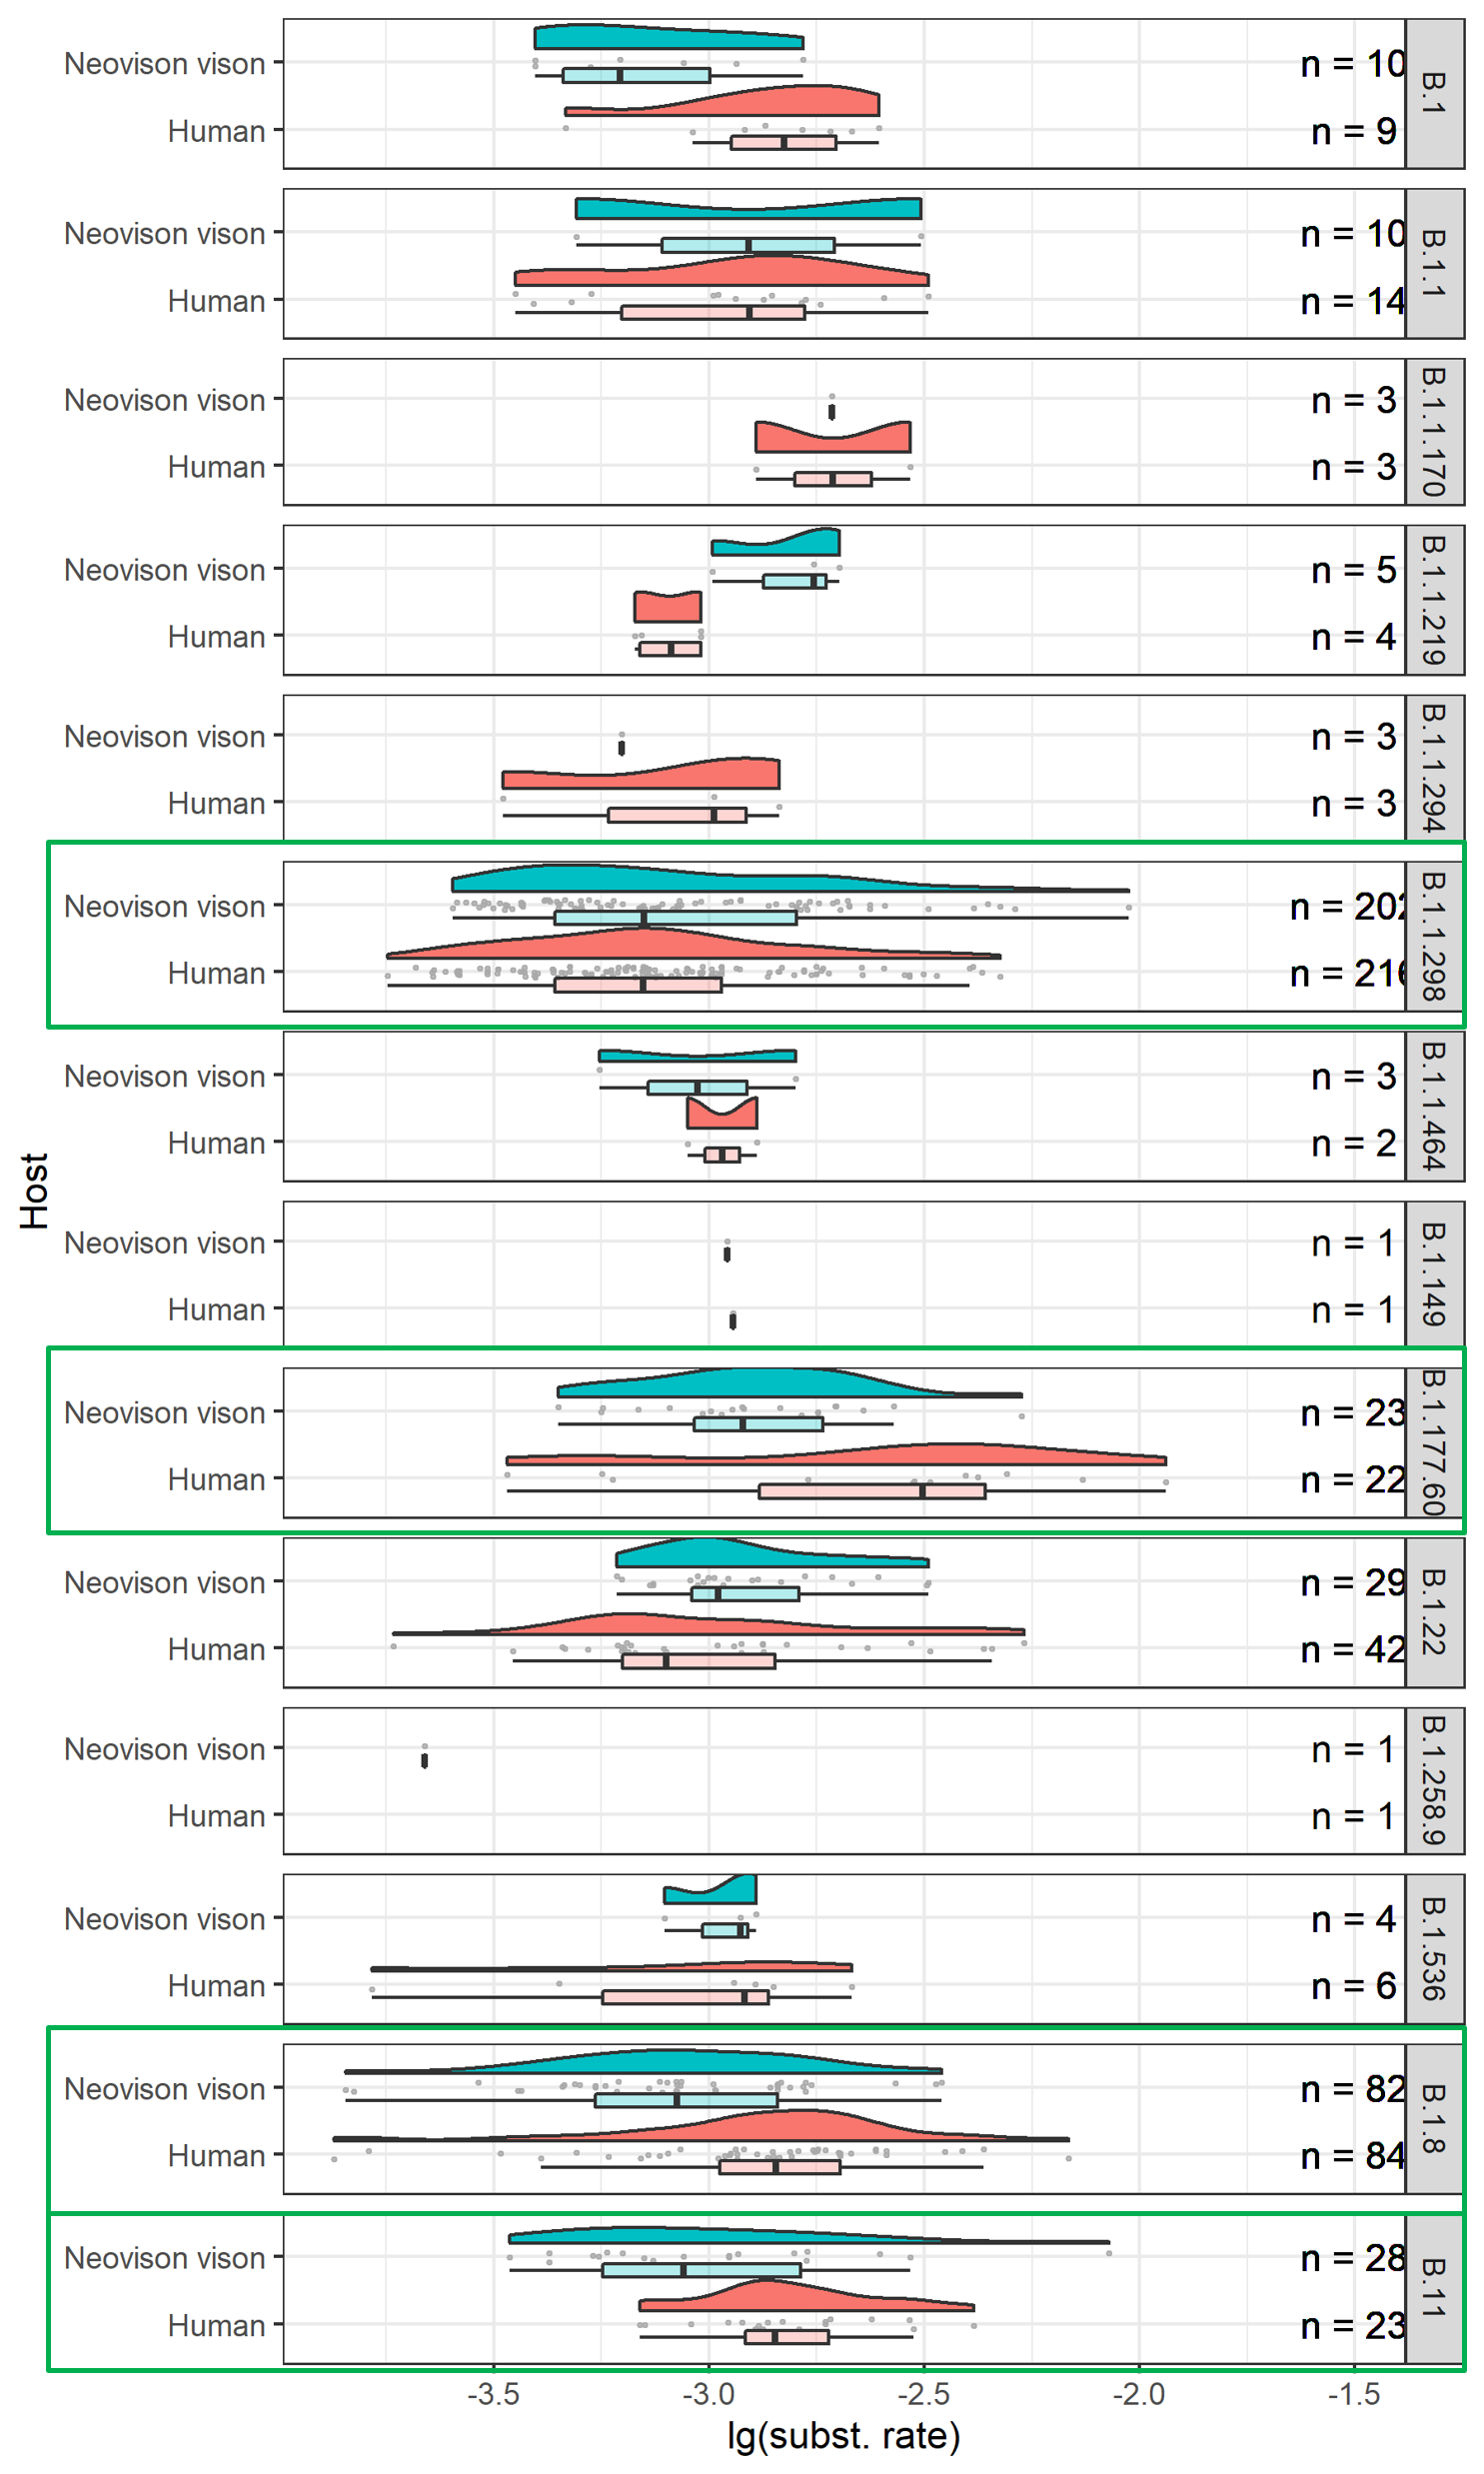 Neovison vison
n = 10
Human
n = 9
B.1
Neovison vison
n = 10
Human
n = 14
B.1.1
Neovison vison
n = 3
Human
n = 3
B.1.1.170
Neovison vison
n = 5
Human
n = 4
B.1.1.219
Neovison vison
n = 3
Human
n = 3
B.1.1.294
Neovison vison
n = 202
Human
n = 216
B.1.1.298
Neovison vison
n = 3
Human
n = 2
B.1.1.464
Neovison vison
n = 1
Human
n = 1
B.1.149
Neovison vison
n = 23
Human
n = 22
B.1.177.60
Neovison vison
n = 29
Human
n = 42
B.1.22
Neovison vison
n = 1
Human
n = 1
B.1.258.9
Neovison vison
n = 4
Human
n = 6
B.1.536
Neovison vison
n = 82
Human
n = 84
B.1.8
Neovison vison
n = 28
Human
n = 23
B.11
Host
-3.5 -3.0 -2.5 -2.0 -1.5
lg(subst. rate)